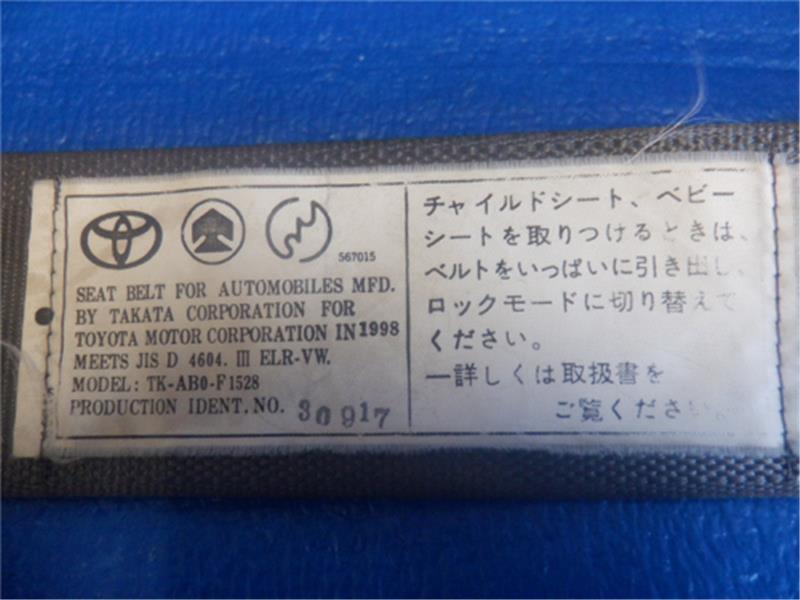 567015
SEAT BELT FOR AUTOMOBILES MFD.
BY TAKATA CORPORATION FOR
TOYOTA MOTOR CORPORATION IN 1998
MEETS JIS D 4604. III ELR-VW.
MODEL: TK-AB0-F1528
PRODUCTION IDENT.NO. 30917
チャイルドシート、ベビー
シートを取りつけるときは、
ベルトをいっぱいに引き出し、
ロックモードに切り替えて
ください。
―詳しくは取扱書を
ご覧ください。